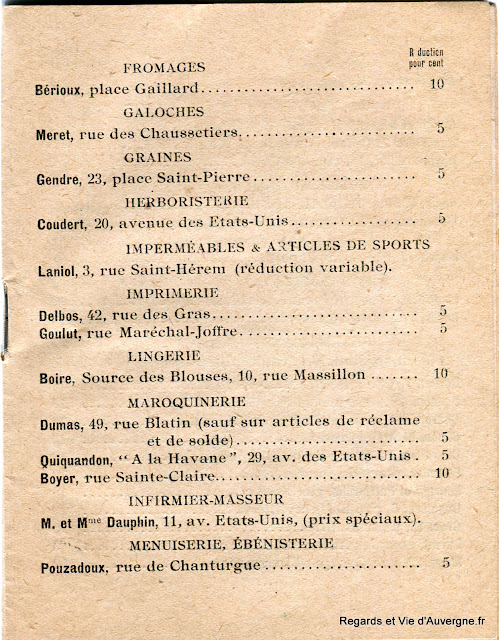 R duction
pour cent
FROMAGES
Bérioux, place Gaillard.............................. 10
GALOCHES
Meret, rue des Chaussetiers......................... 5
GRAINES
Gendre, 23, place Saint-Pierre....................... 5
HERBORISTERIE
Coudert, 20, avenue des Etats-Unis.................. 5
IMPERMÉABLES & ARTICLES DE SPORTS
Laniol, 3, rue Saint-Hérem (réduction variable).
IMPRIMERIE
Delbos, 42, rue des Gras............................. 5
Goulut, rue Maréchal-Joffre......................... 5
LINGERIE
Boire, Source des Blouses, 10, rue Massillon ....... 10
MAROQUINERIE
Dumas, 49, rue Blatin (sauf sur articles de réclame
et de solde)......................... 5
Quiquandon, "A la Havane", 29, av. des Etats-Unis . 5
Boyer, rue Sainte-Claire............................. 10
INFIRMIER-MASSEUR
M. et Mme Dauphin, 11, av. Etats-Unis, (prix spéciaux).
MENUISERIE, ÉBÉNISTERIE
Pouzadoux, rue de Chanturgue ...................... 5
Regards et Vie d'Auvergne.fr